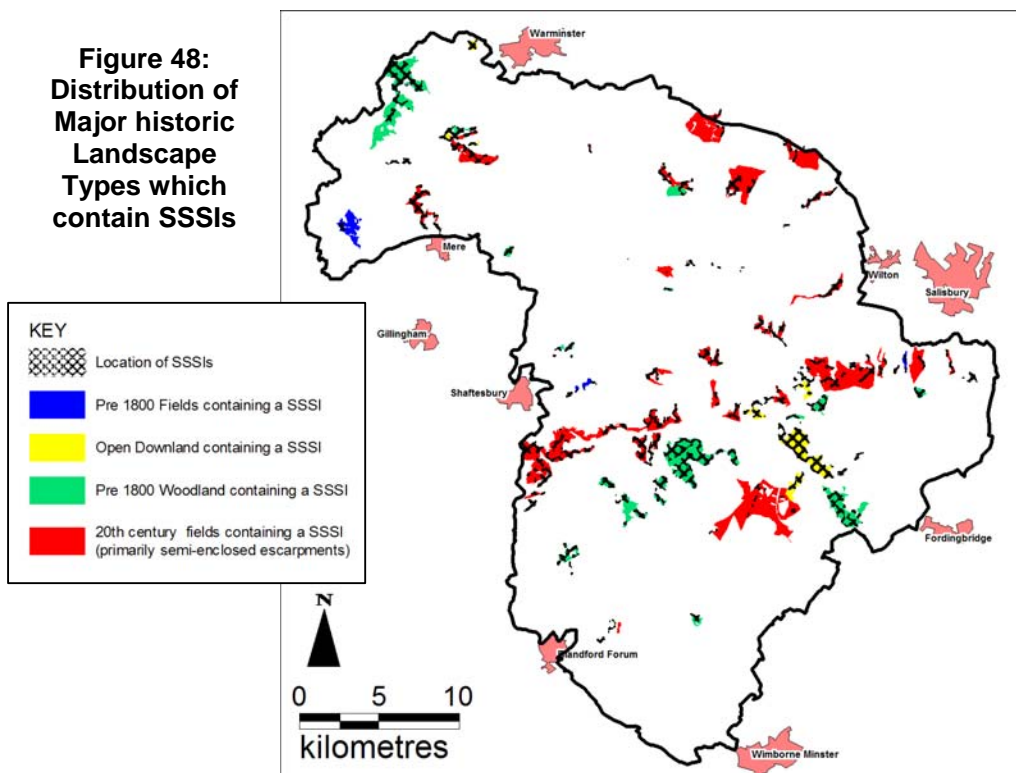 Figure 48:
Distribution of
Major historic
Landscape
Types which
contain SSSIs
Warminster
Mere
Wilton
Salisbury
Gillingham
Shaftesbury
Fordingbridge
Blandford Forum
Wimborne Minster
KEY
Location of SSSIs
Pre 1800 Fields containing a SSSI
Open Downland containing a SSSI
Pre 1800 Woodland containing a SSSI
20th century fields containing a SSSI
(primarily semi-enclosed escarpments)
N
0 5 10
kilometres